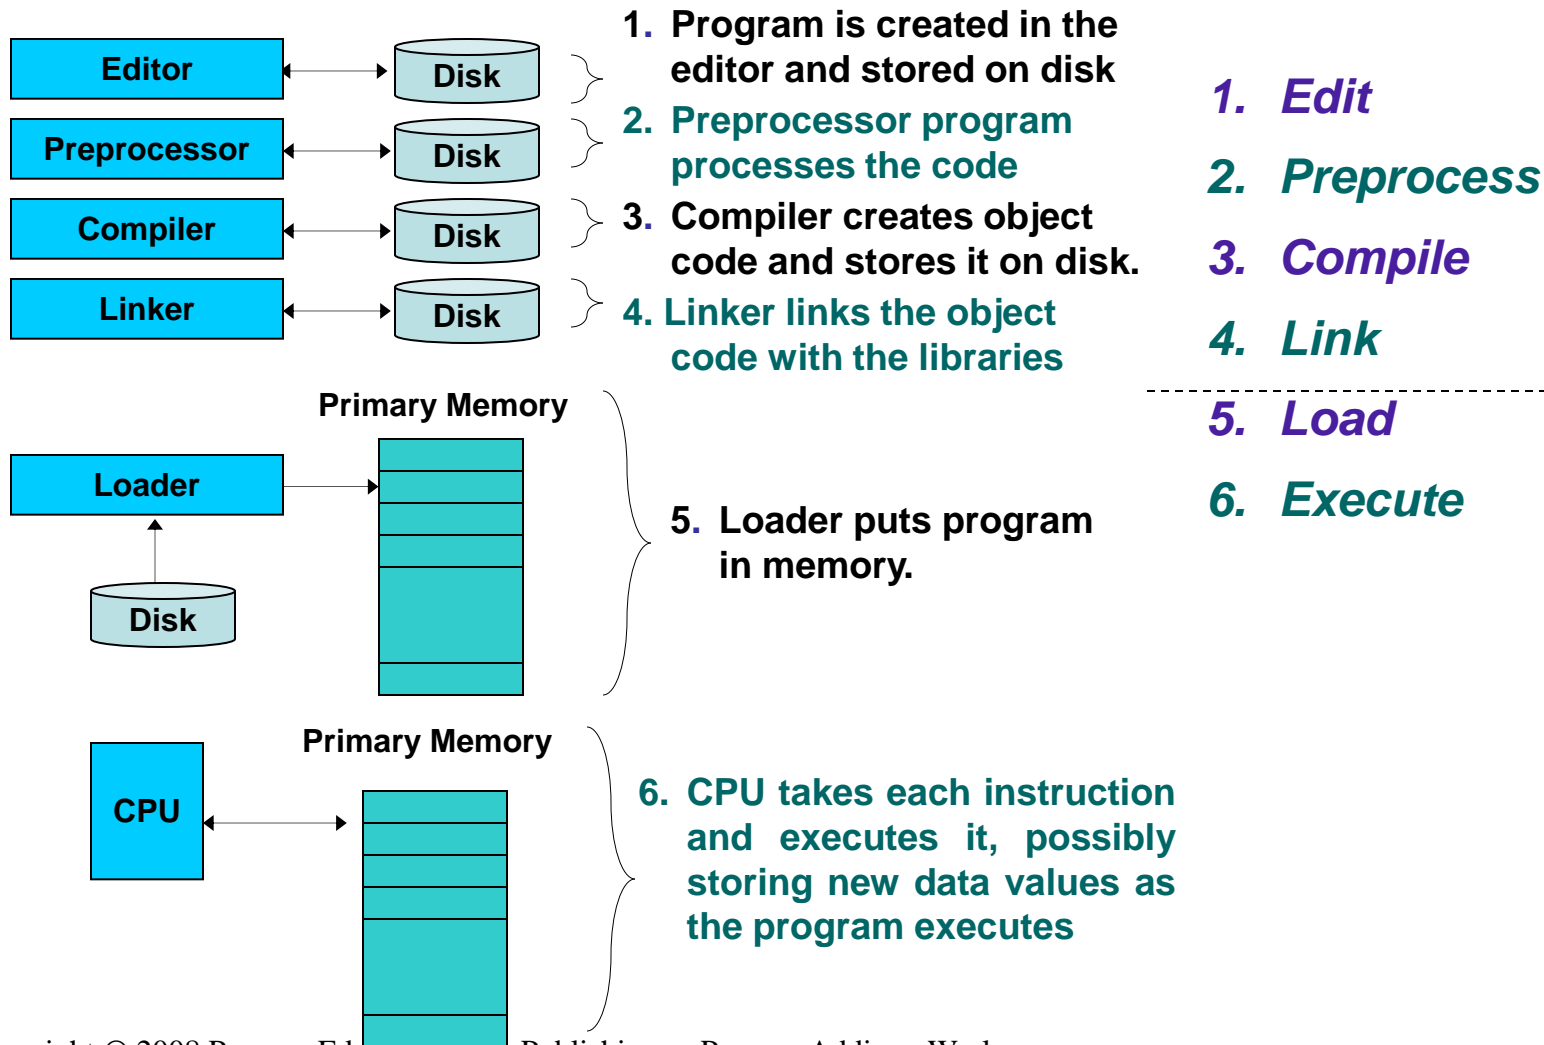 Editor
Disk
1. Program is created in the
editor and stored on disk
Preprocessor
Disk
2. Preprocessor program
processes the code
Compiler
Disk
3. Compiler creates object
code and stores it on disk.
Linker
Disk
4. Linker links the object
code with the libraries
1. Edit
2. Preprocess
3. Compile
4. Link
5. Load
6. Execute
Primary Memory
Loader
Disk
5. Loader puts program
in memory.
Primary Memory
CPU
6. CPU takes each instruction
and executes it, possibly
storing new data values as
the program executes
© 2008